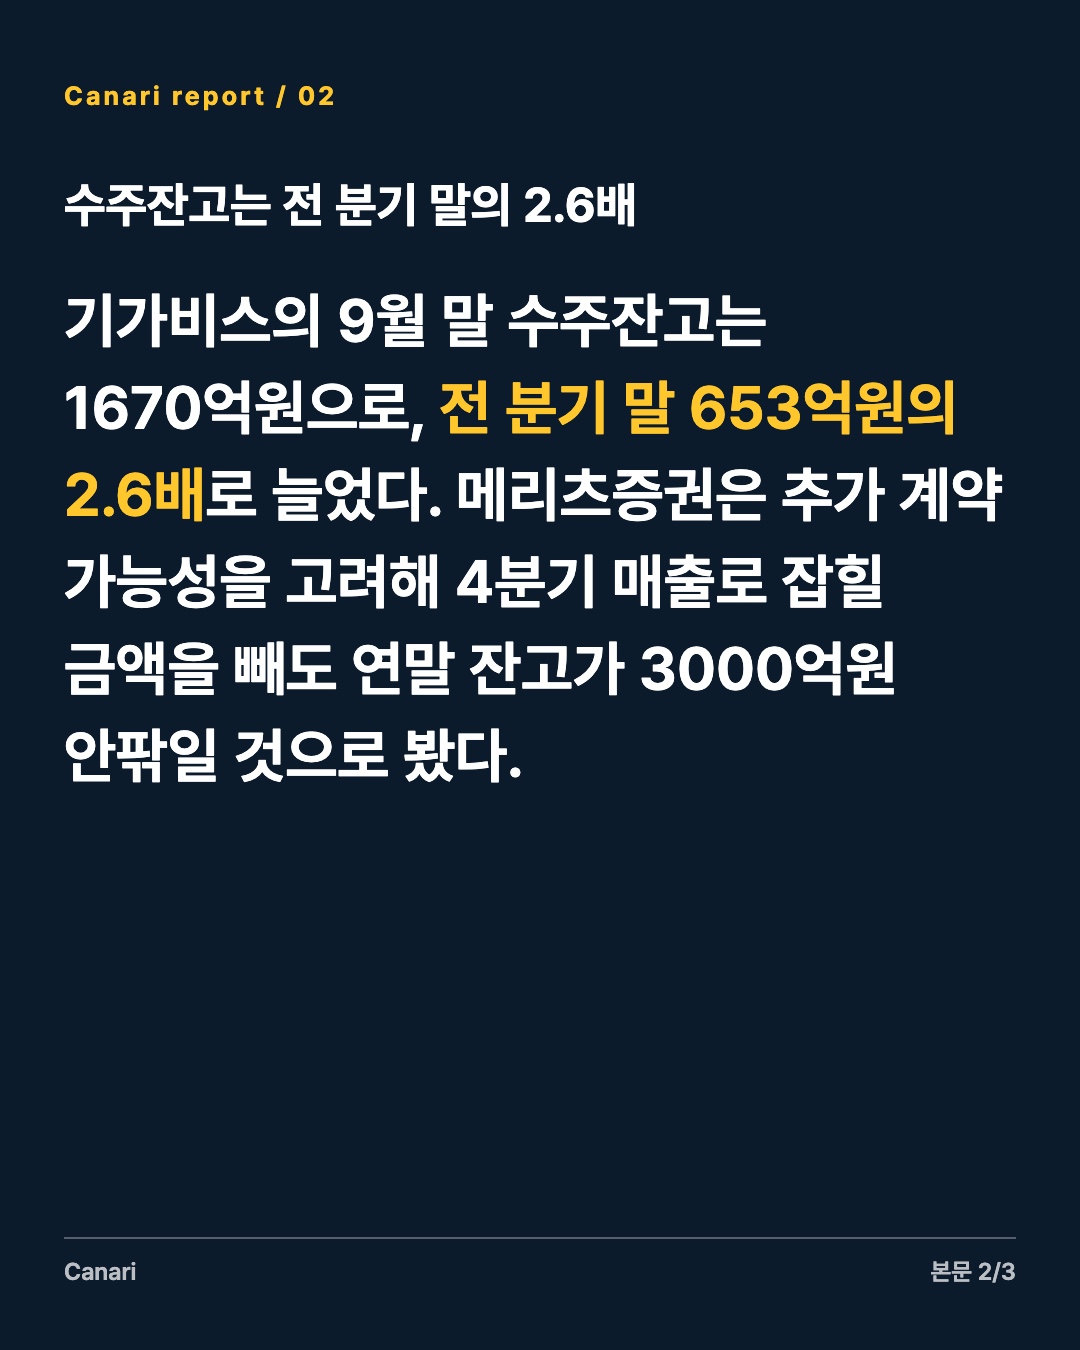 Canari report / 02
수주잔고는 전 분기 말의 2.6배
기가비스의 9월 말 수주잔고는
1670억원으로, 전 분기 말 653억원의
2.6배로 늘었다. 메리츠증권은 추가 계약
가능성을 고려해 4분기 매출로 잡힐
금액을 빼도 연말 잔고가 3000억원
안팎일 것으로 봤다.
Canari
본문 2/3